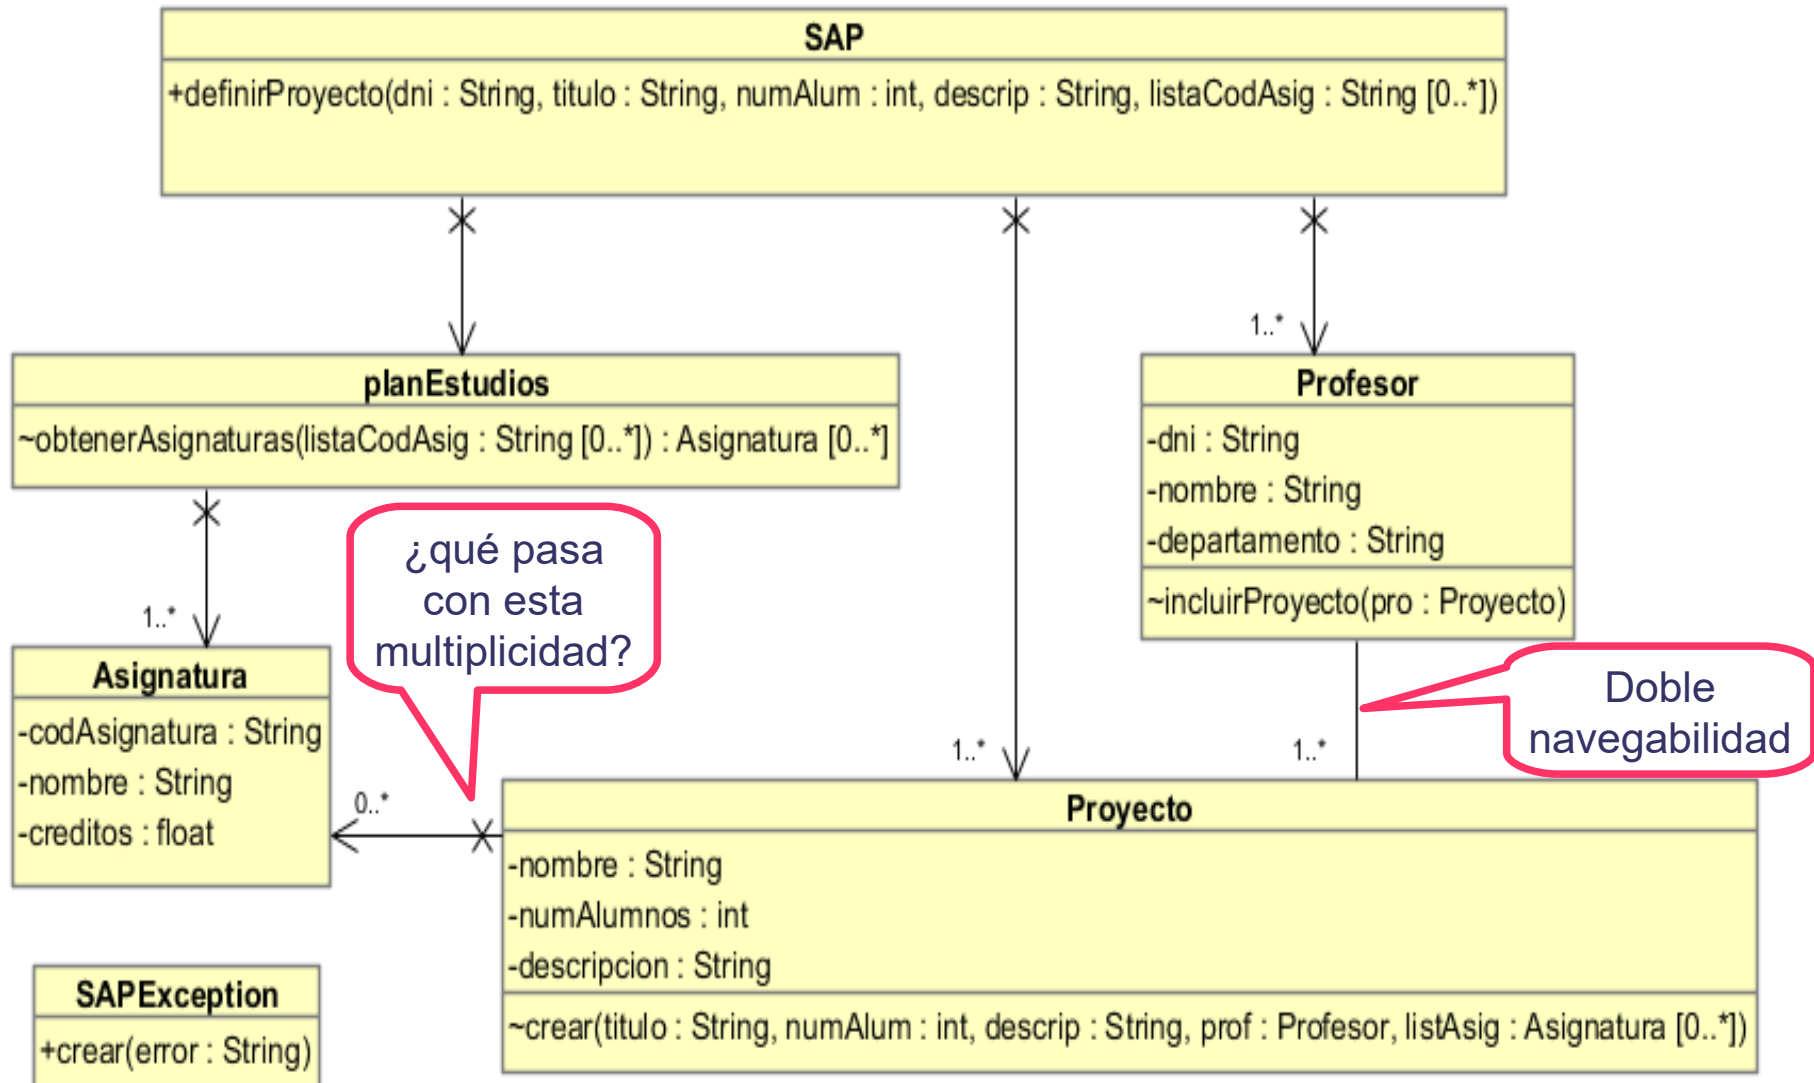 SAP
+definirProyecto(dni : String, titulo : String, numAlum : int, descrip : String, listaCodAsig : String [0..*])
1..*
planEstudios
~obtenerAsignaturas(listaCodAsig : String [0..*]) : Asignatura [0..*]
Profesor
-dni : String
-nombre : String
-departamento : String
~incluirProyecto(pro : Proyecto)
¿qué pasa
con esta
multiplicidad?
1..*
Doble
navegabilidad
Asignatura
-codAsignatura : String
-nombre : String
-creditos : float
1..*
1..*
0..*
Proyecto
-nombre : String
-numAlumnos : int
-descripcion : String
~crear(titulo : String, numAlum : int, descrip : String, prof : Profesor, listAsig : Asignatura [0..*])
SAPException
+crear(error : String)